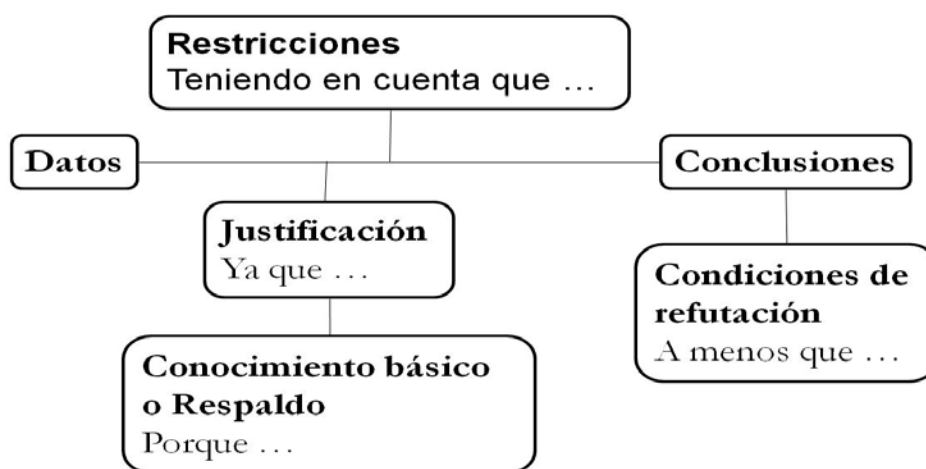 Restricciones
Teniendo en cuenta que …
Datos
Conclusiones
Justificación
Ya que …
Condiciones de
refutación
A menos que …
Conocimiento básico
o Respaldo
Porque …